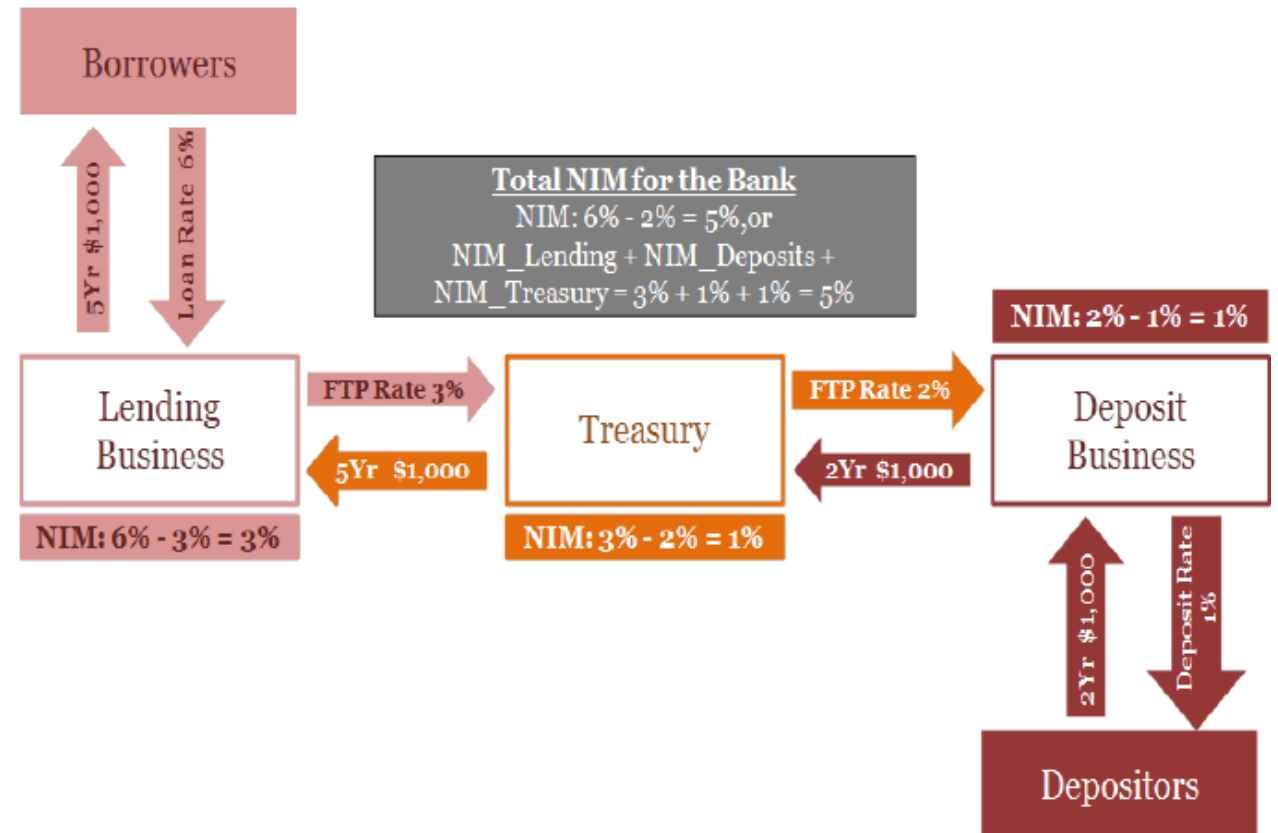 Borrowers
5Yr $1,000
Loan Rate 6%
Total NIM for the Bank
NIM: 6% - 2% = 5%,or
NIM_Lending + NIM_Deposits +
NIM_Treasury = 3% + 1% + 1% = 5%
NIM: 2% - 1% = 1%
Lending
Business
FTP Rate 3%
5Yr $1,000
Treasury
FTP Rate 2%
2Yr $1,000
Deposit
Business
NIM: 6% - 3% = 3%
NIM: 3% - 2% = 1%
2Yr $1,000
Deposit Rate
1%
Depositors